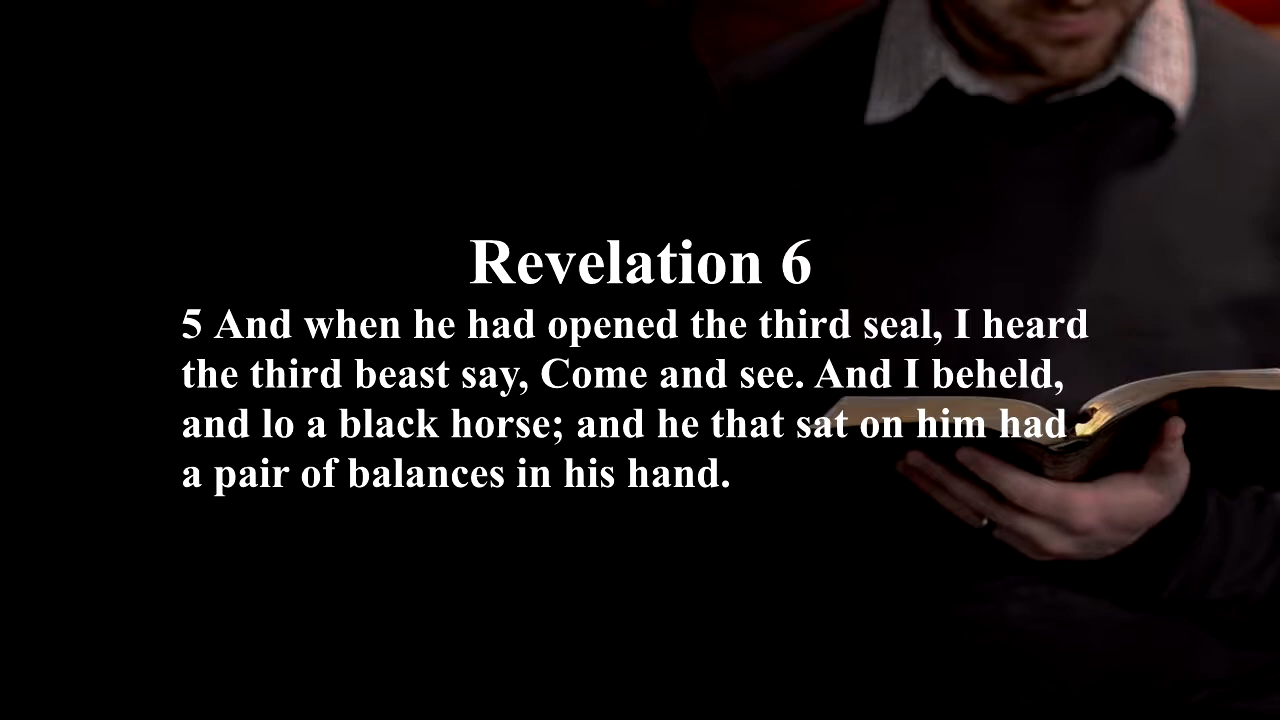 Revelation 6
5 And when he had opened the third seal, I heard
the third beast say, Come and see. And I beheld,
and lo a black horse; and he that sat on him had
a pair of balances in his hand.